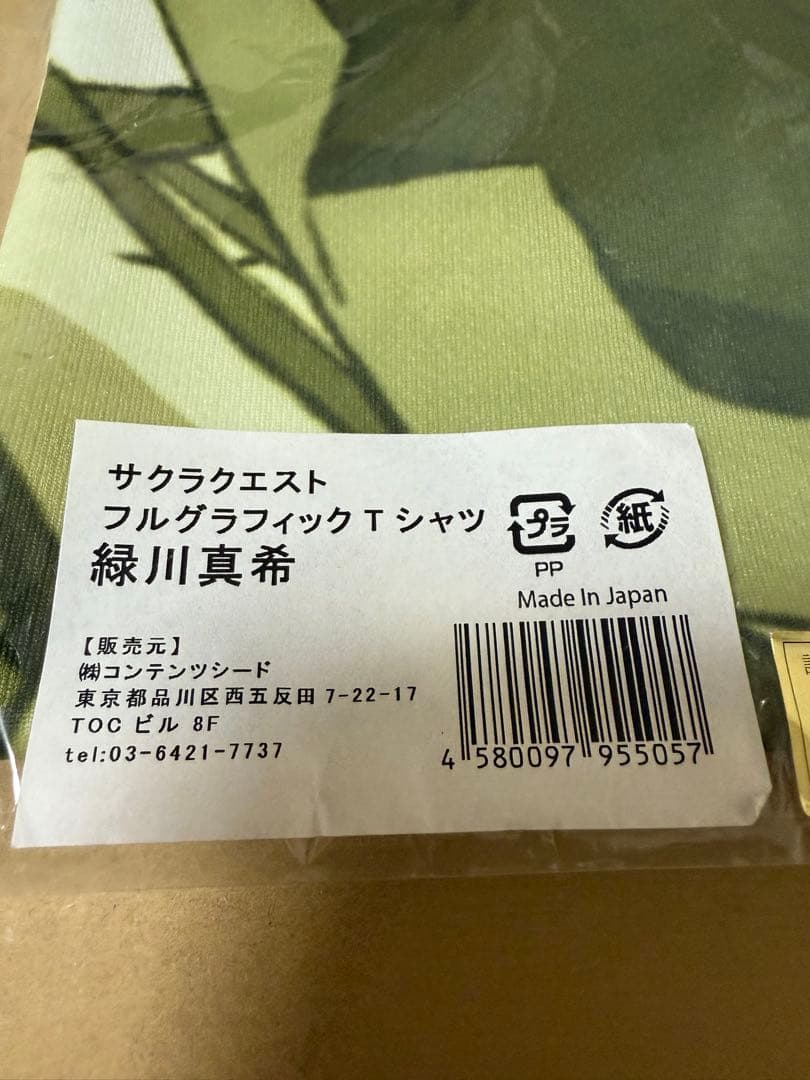 サクラクエスト
フルグラフィックTシャツ
緑川真希
プラ
PP
紙
Made In Japan
【販売元】
㈱コンテンツシード
東京都品川区西五反田7-22-17
TOCビル 8F
tel:03-6421-7737
4 580097 955057